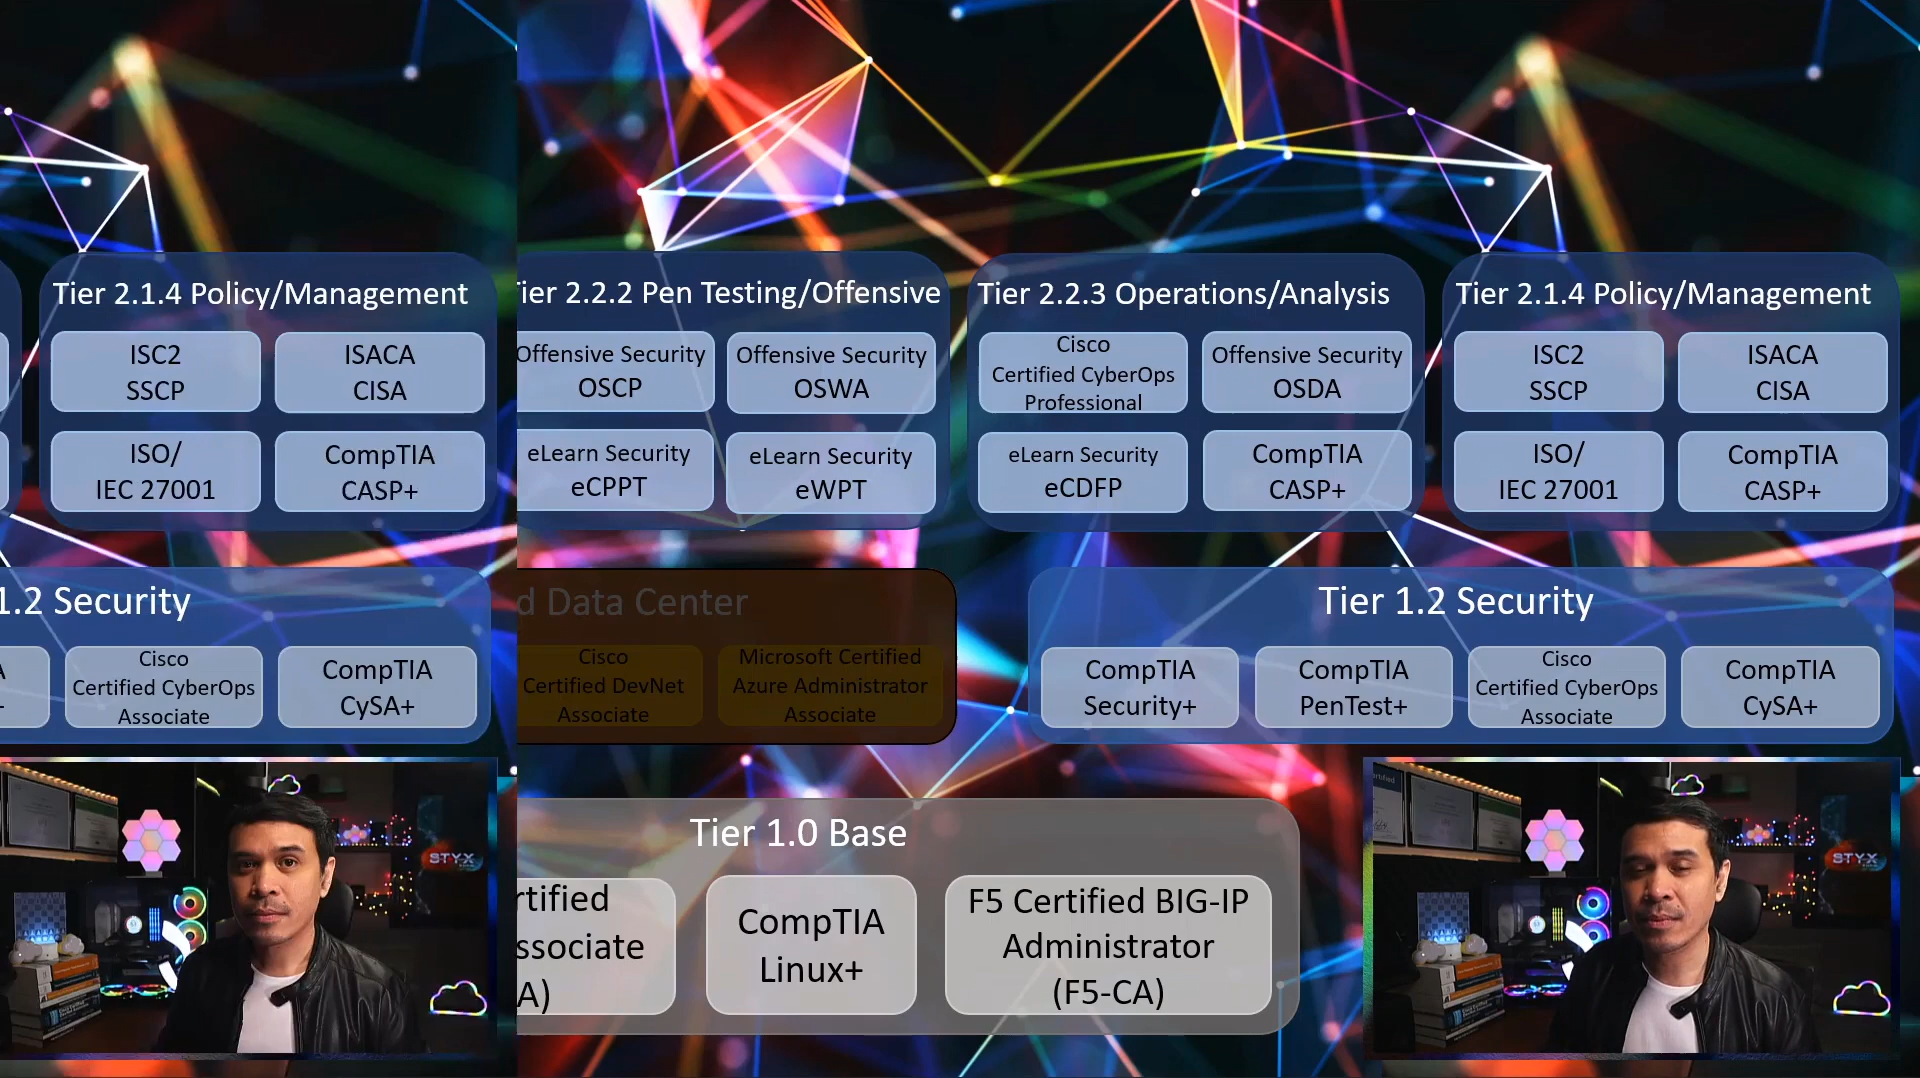 Tier 2.1.4 Policy/Management
ISC2
SSCP
ISACA
CISA
ISO/
IEC 27001
CompTIA
CASP+
1.2 Security
Cisco
Certified CyberOps
Associate
CompTIA
CySA+
STYX
Tier 2.2.2 Pen Testing/Offensive
Offensive Security
OSCP
Offensive Security
OSWA
eLearn Security
eCPPT
eLearn Security
eWPT
Tier 2.2.3 Operations/Analysis
Cisco
Certified CyberOps
Professional
Offensive Security
OSDA
eLearn Security
eCDFP
CompTIA
CASP+
Tier 2.1.4 Policy/Management
ISC2
SSCP
ISACA
CISA
ISO/
IEC 27001
CompTIA
CASP+
d Data Center
Cisco
Certified DevNet
Associate
Microsoft Certified
Azure Administrator
Associate
Tier 1.2 Security
CompTIA
Security+
CompTIA
PenTest+
Cisco
Certified CyberOps
Associate
CompTIA
CySA+
Tier 1.0 Base
rtified
ssociate
A)
CompTIA
Linux+
F5 Certified BIG-IP
Administrator
(F5-CA)
STYX